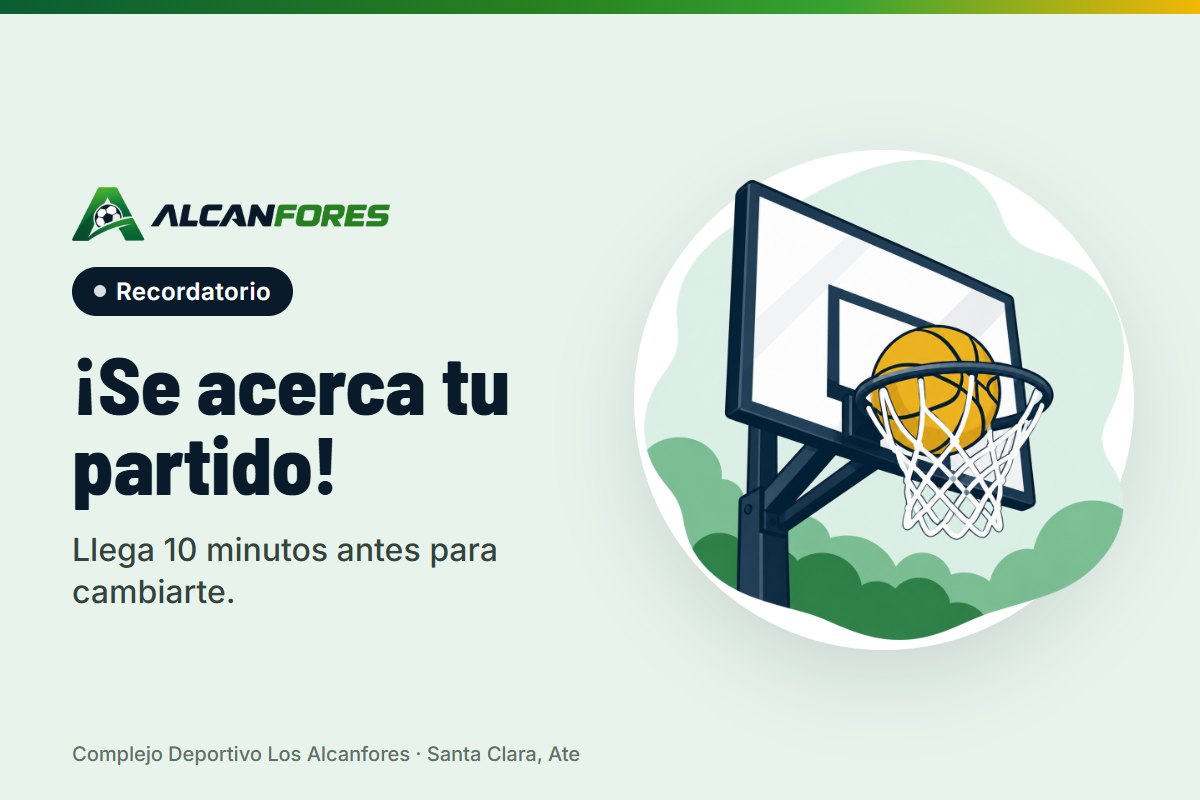 ALCANFORES
Recordatorio
¡Se acerca tu
partido!
Llega 10 minutos antes para
cambiarte.
Complejo Deportivo Los Alcanfores · Santa Clara, Ate